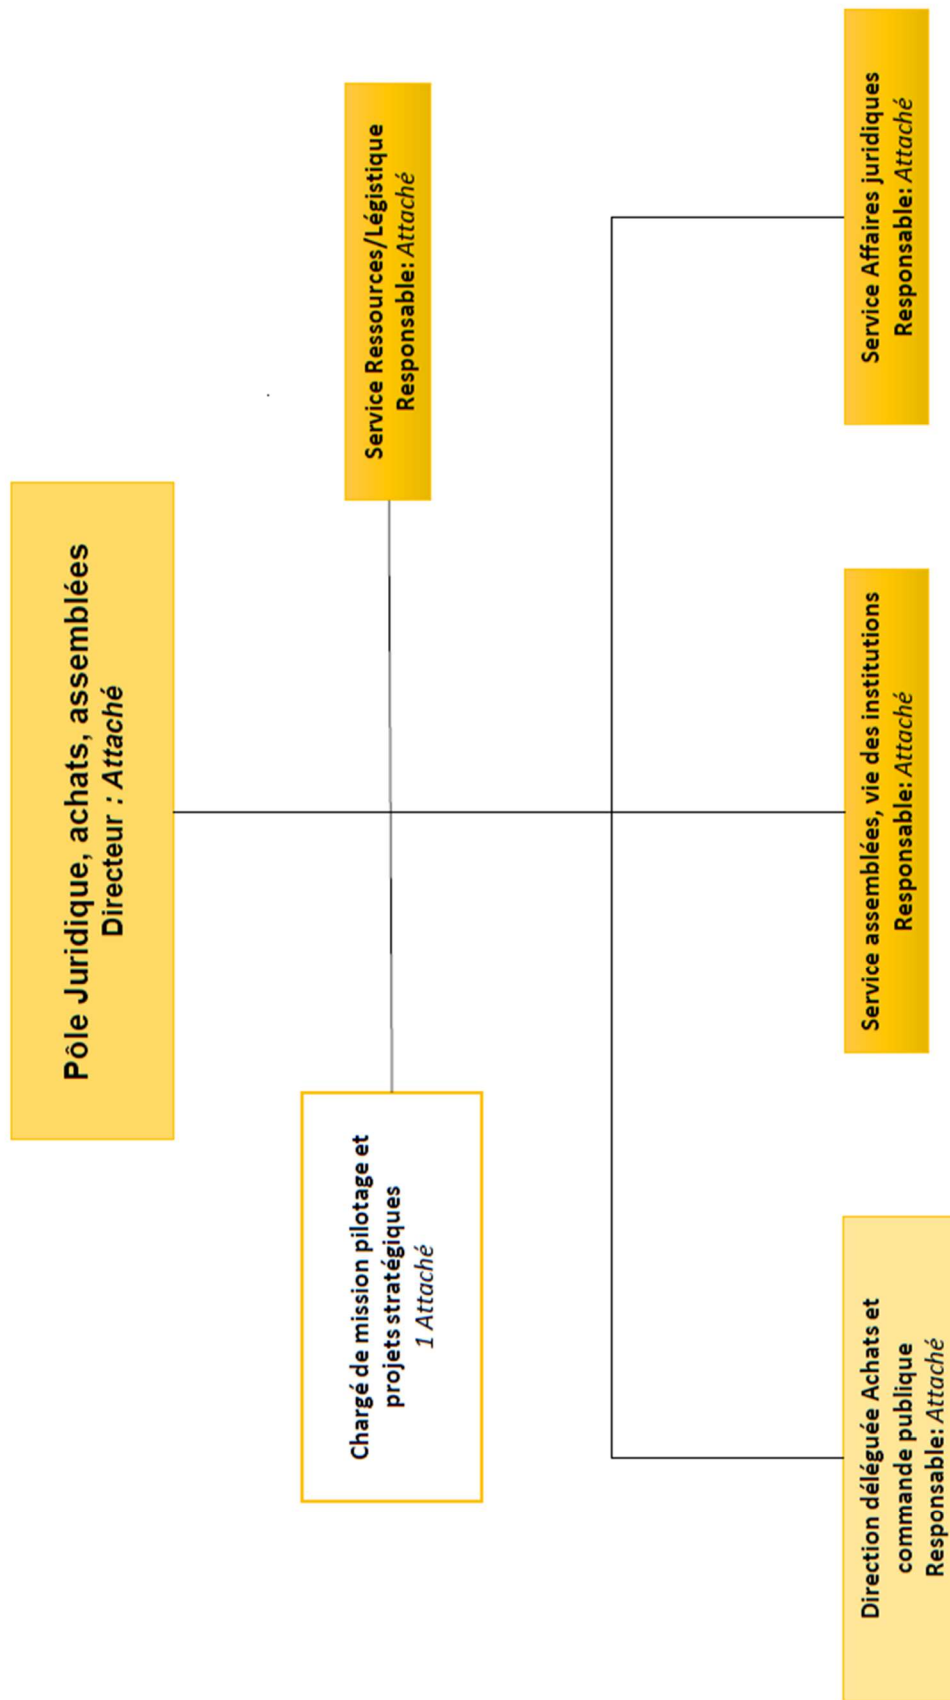 Pôle Juridique, achats, assemblées
Directeur : Attaché
Chargé de mission pilotage et
projets stratégiques
1 Attaché
Service Ressources/Légistique
Responsable: Attaché
Direction déléguée Achats et
commande publique
Responsable: Attaché
Service assemblées, vie des institutions
Responsable: Attaché
Service Affaires juridiques
Responsable: Attaché